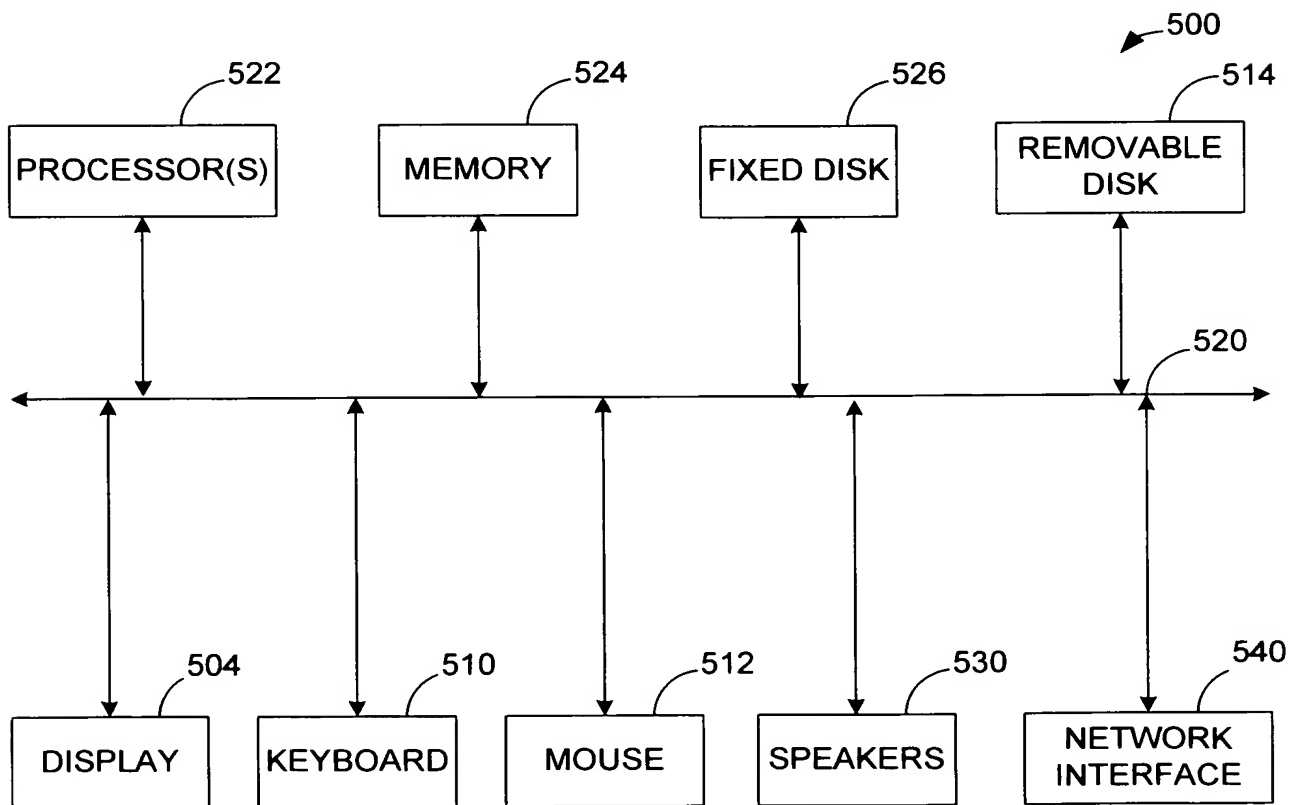 500
522
524
526
514
PROCESSOR(S)
MEMORY
FIXED DISK
REMOVABLE
DISK
520
504
510
512
530
540
DISPLAY
KEYBOARD
MOUSE
SPEAKERS
NETWORK
INTERFACE